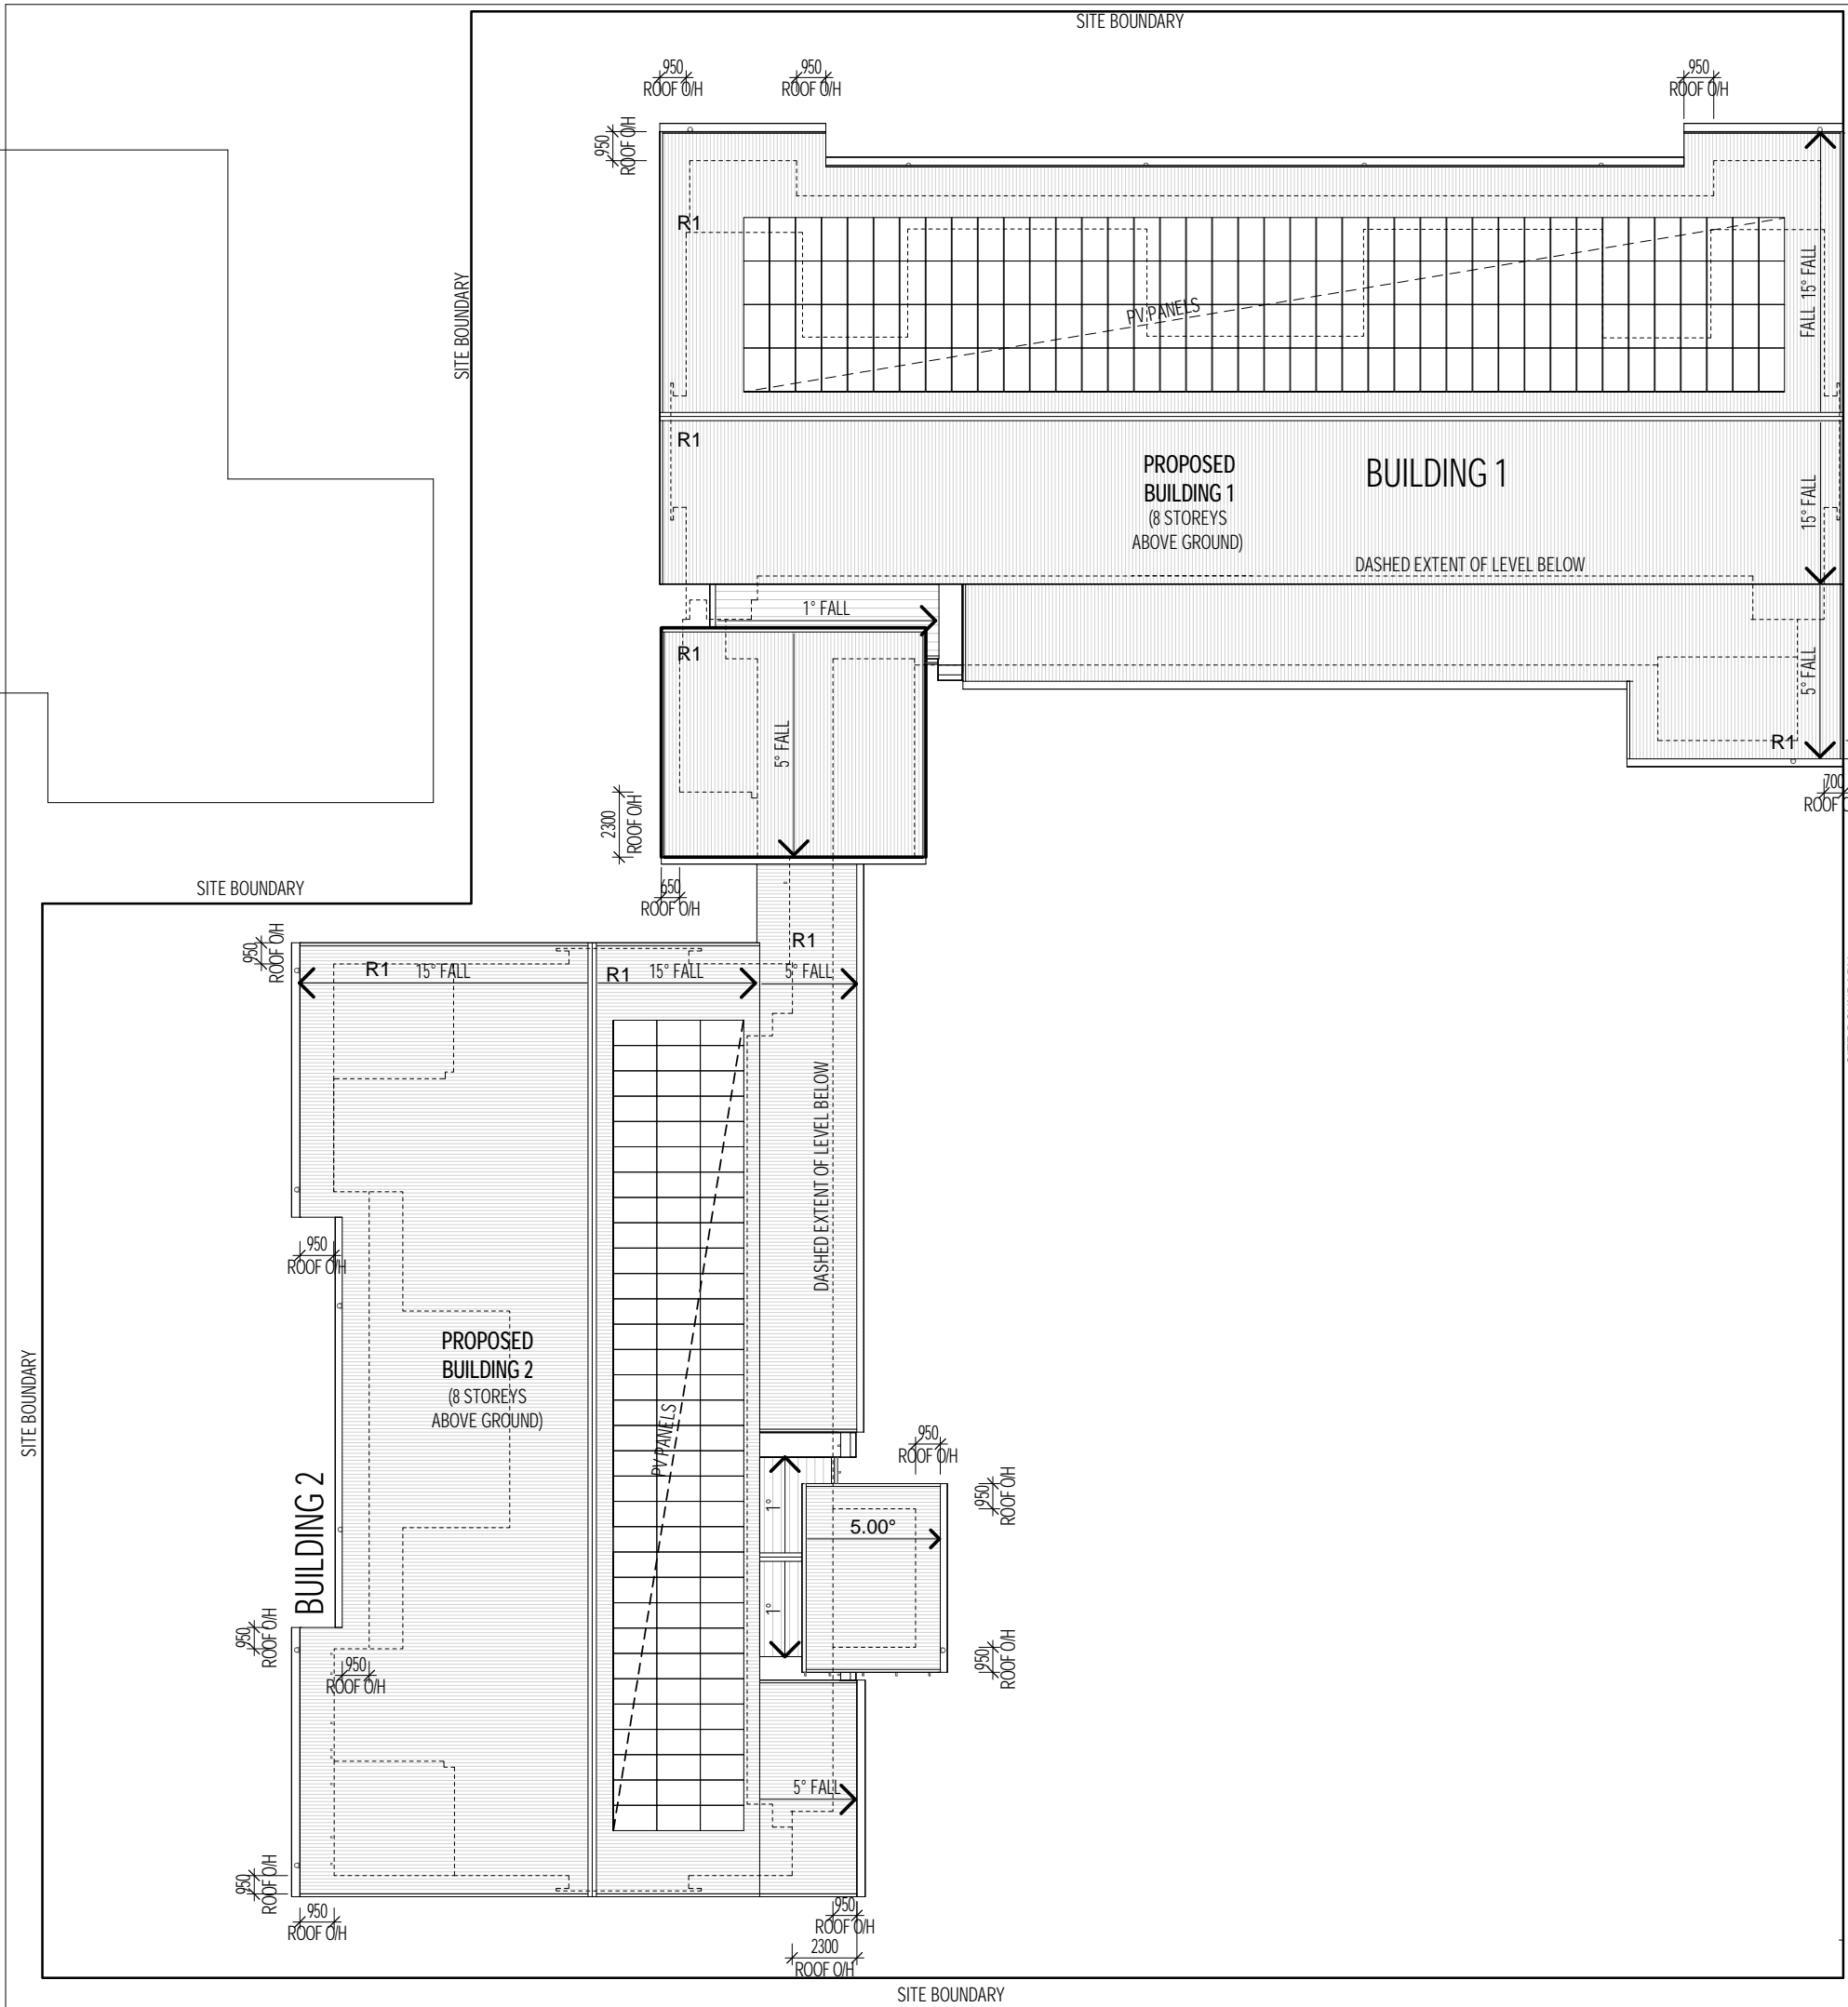 SITE BOUNDARY
950
ROOF O/H
950
ROOF O/H
950
ROOF O/H
950
ROOF O/H
SITE BOUNDARY
R1
PV PANELS
FALL 15° FALL
R1
PROPOSED
BUILDING 1
(8 STOREYS
ABOVE GROUND)
BUILDING 1
15° FALL
DASHED EXTENT OF LEVEL BELOW
1° FALL
R1
5° FALL
5° FALL
R1
700
ROOF
2300
ROOF O/H
650
ROOF O/H
SITE BOUNDARY
950
ROOF O/H
R1
15° FALL
R1
15° FALL
R1
5° FALL
DASHED EXTENT OF LEVEL BELOW
950
ROOF O/H
PROPOSED
BUILDING 2
(8 STOREYS
ABOVE GROUND)
PV PANELS
SITE BOUNDARY
BUILDING 2
950
ROOF O/H
950
ROOF O/H
1°
5.00°
1°
950
ROOF O/H
950
ROOF O/H
950
ROOF O/H
5° FALL
950
ROOF O/H
950
ROOF O/H
950
ROOF O/H
2300
ROOF O/H
SITE BOUNDARY